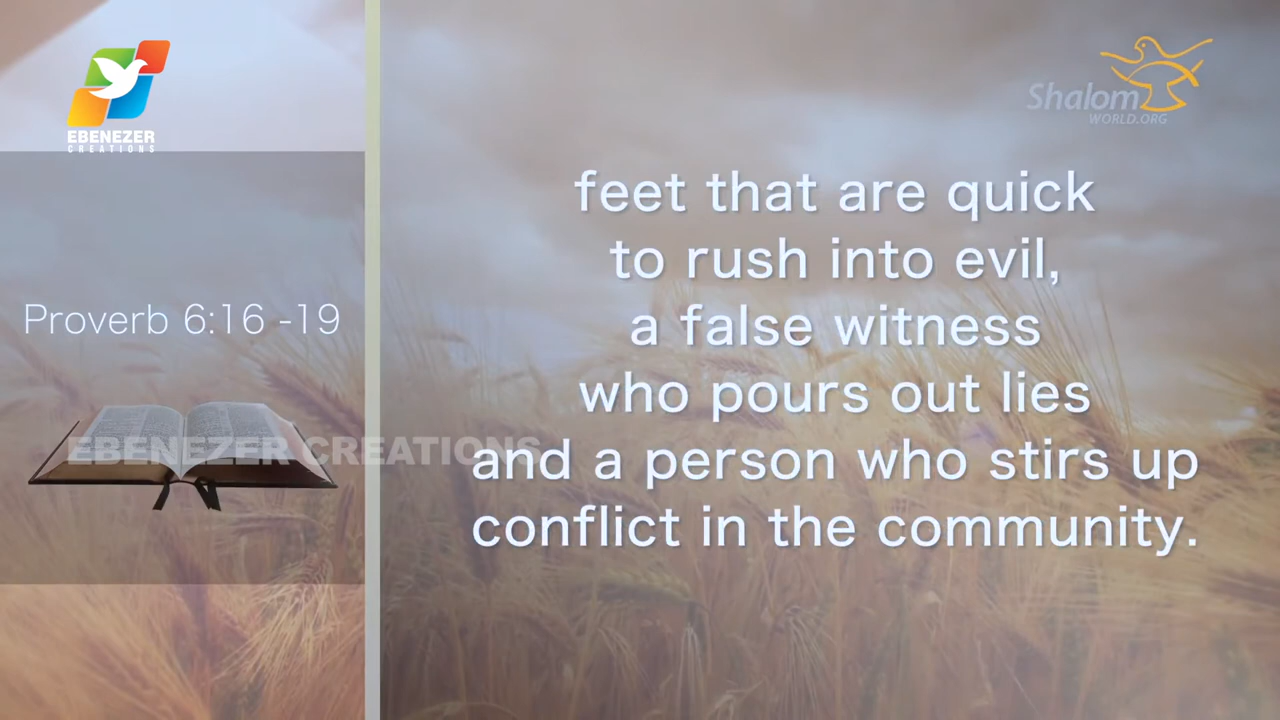 EBENEZER
CREATIONS
Shalom
WORLD.ORG
Proverb 6:16 -19
EBENEZER CREATIONS
feet that are quick
to rush into evil,
a false witness
who pours out lies
and a person who stirs up
conflict in the community.